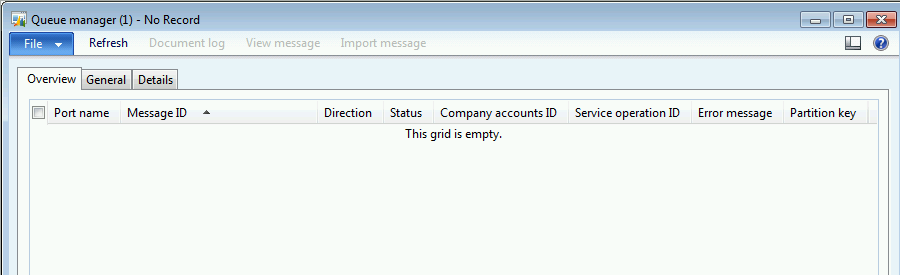 Queue manager (1) - No Record
File Refresh Document log View message Import message
Overview General Details
Port name Message ID Direction Status Company accounts ID Service operation ID Error message Partition key
This grid is empty.